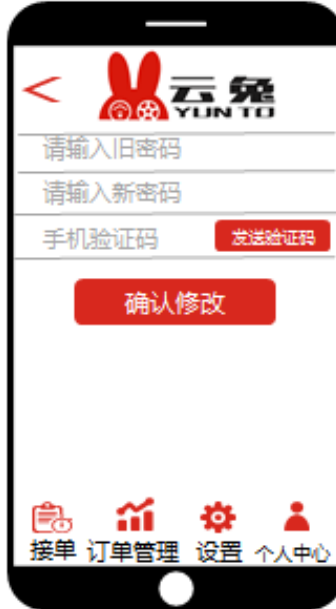 云兔
YUN TO
请输入旧密码
请输入新密码
手机验证码 发送验证码
确认修改
接单 订单管理 设置 个人中心